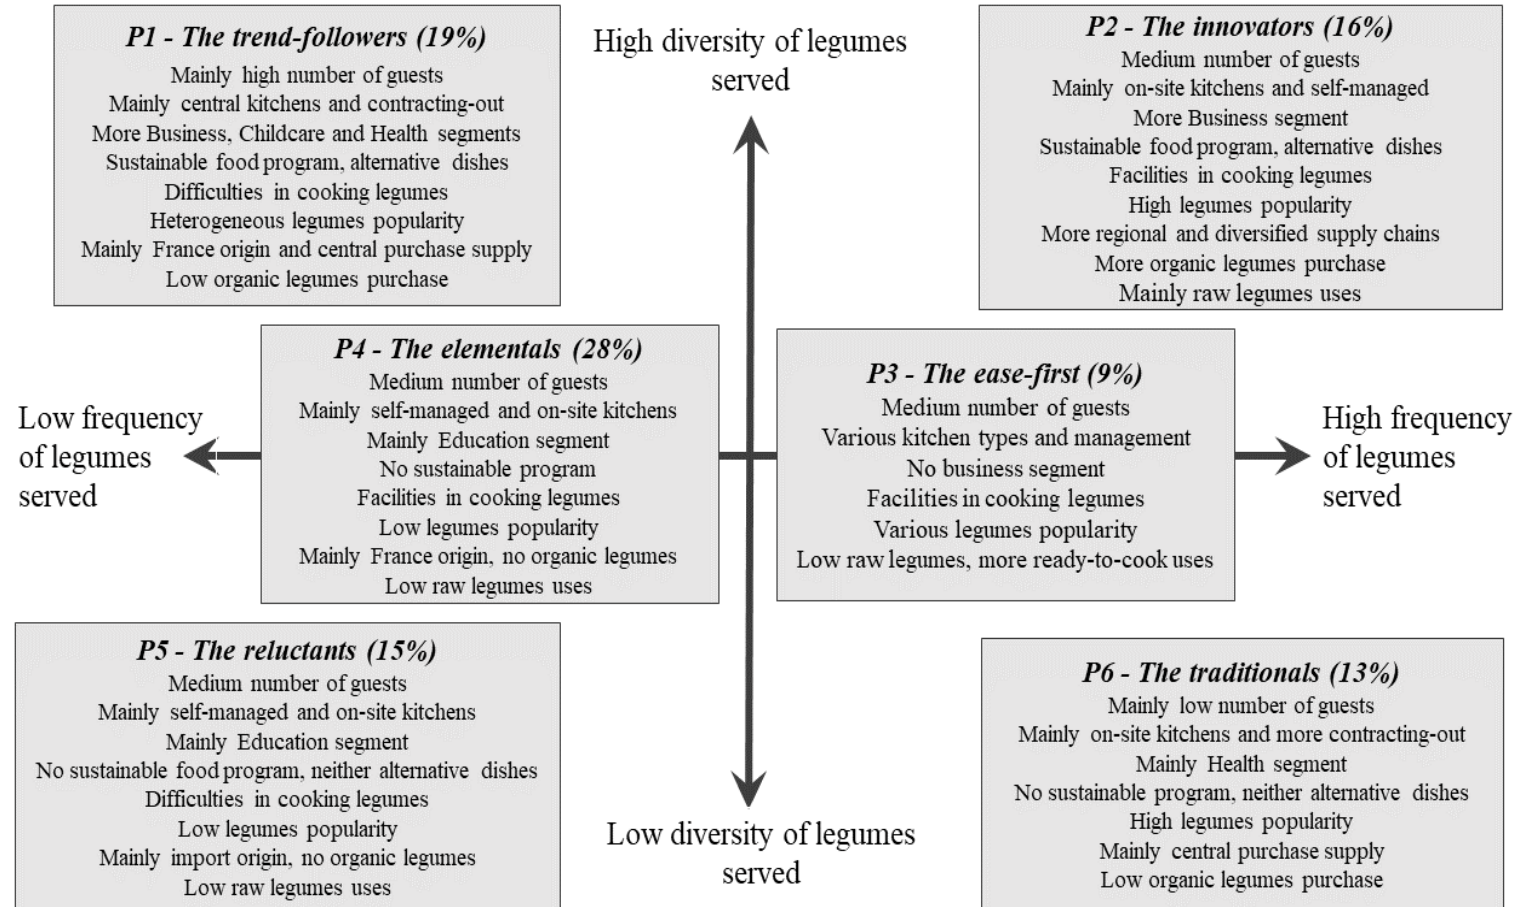 P1 - The trend-followers (19%)
Mainly high number of guests
Mainly central kitchens and contracting-out
More Business, Childcare and Health segments
Sustainable food program, alternative dishes
Difficulties in cooking legumes
Heterogeneous legumes popularity
Mainly France origin and central purchase supply
Low organic legumes purchase
High diversity of legumes
served
P2 - The innovators (16%)
Medium number of guests
Mainly on-site kitchens and self-managed
More Business segment
Sustainable food program, alternative dishes
Facilities in cooking legumes
High legumes popularity
More regional and diversified supply chains
More organic legumes purchase
Mainly raw legumes uses
Low frequency
of legumes
served
P4 - The elementals (28%)
Medium number of guests
Mainly self-managed and on-site kitchens
Mainly Education segment
No sustainable program
Facilities in cooking legumes
Low legumes popularity
Mainly France origin, no organic legumes
Low raw legumes uses
P3 - The ease-first (9%)
Medium number of guests
Various kitchen types and management
No business segment
Facilities in cooking legumes
Various legumes popularity
Low raw legumes, more ready-to-cook uses
High frequency
of legumes
served
P5 - The reluctants (15%)
Medium number of guests
Mainly self-managed and on-site kitchens
Mainly Education segment
No sustainable food program, neither alternative dishes
Difficulties in cooking legumes
Low legumes popularity
Mainly import origin, no organic legumes
Low raw legumes uses
Low diversity of legumes
served
P6 - The traditionals (13%)
Mainly low number of guests
Mainly on-site kitchens and more contracting-out
Mainly Health segment
No sustainable program, neither alternative dishes
High legumes popularity
Mainly central purchase supply
Low organic legumes purchase